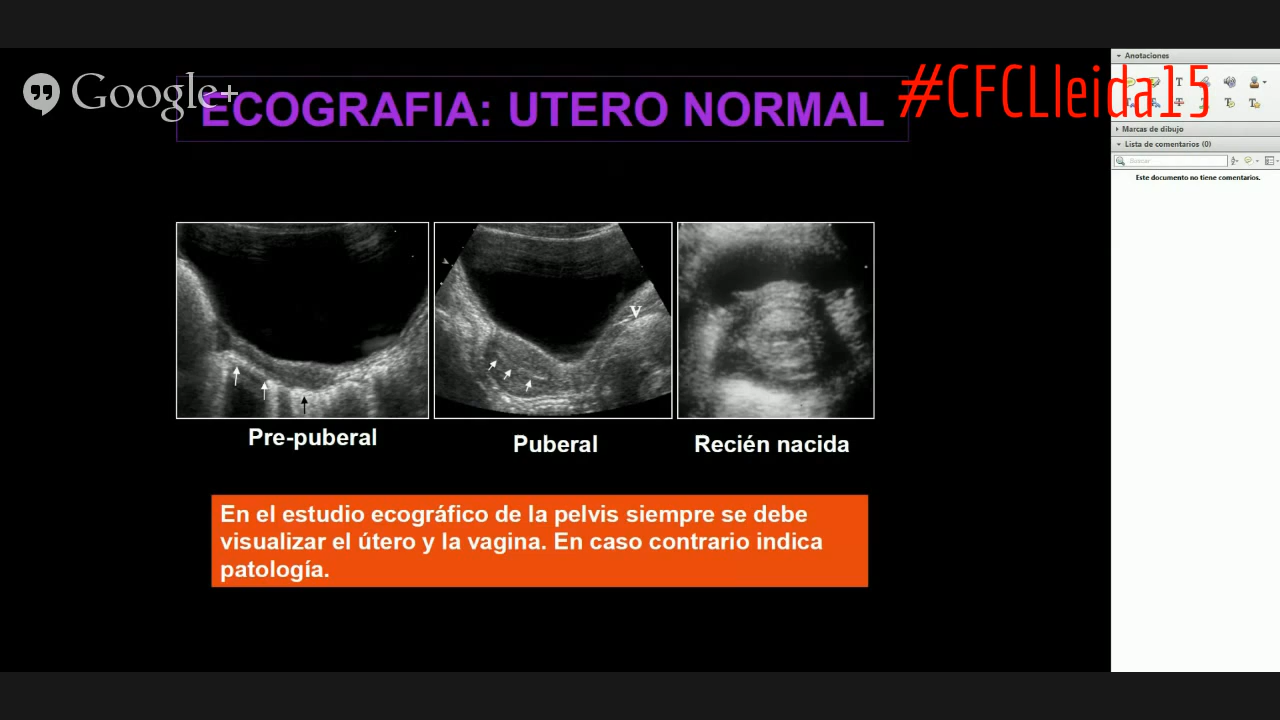 Anotaciones
Google+
#CFCLleida15
ECOGRAFIA: UTERO NORMAL
Marcas de dibujo
Lista de comentarios (0)
Buscar
Este documento no tiene comentarios.
V
Pre-puberal
Puberal
Recién nacida
En el estudio ecográfico de la pelvis siempre se debe
visualizar el útero y la vagina. En caso contrario indica
patología.